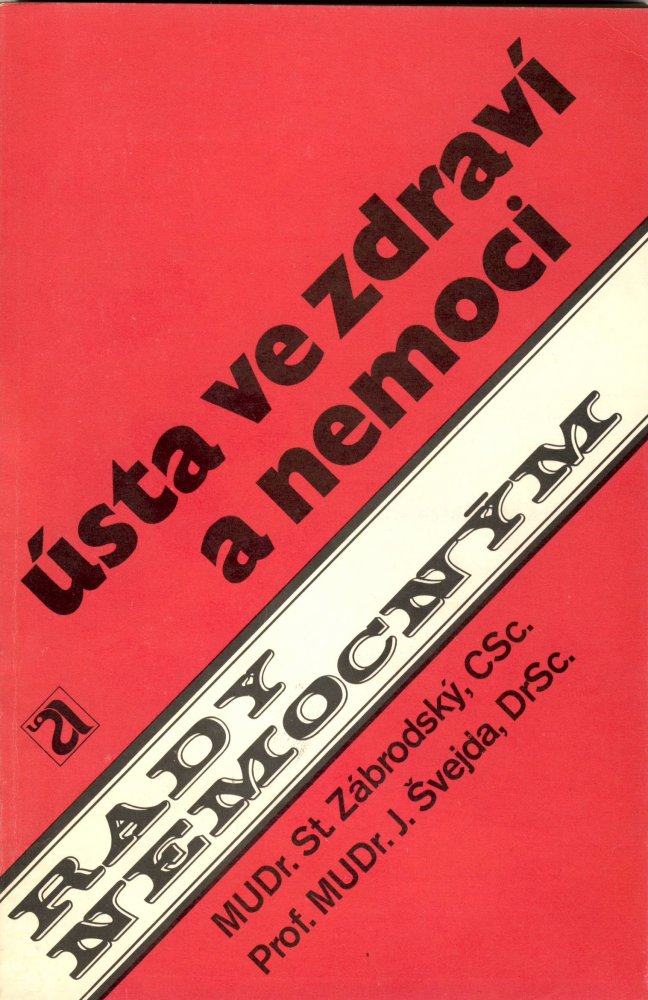 ústa ve zdraví
a nemoci
RADY
NEMOCNÝM
MUDr. St Zábrodský, CSc.
Prof. MUDr. J. Švejda, DrSc.